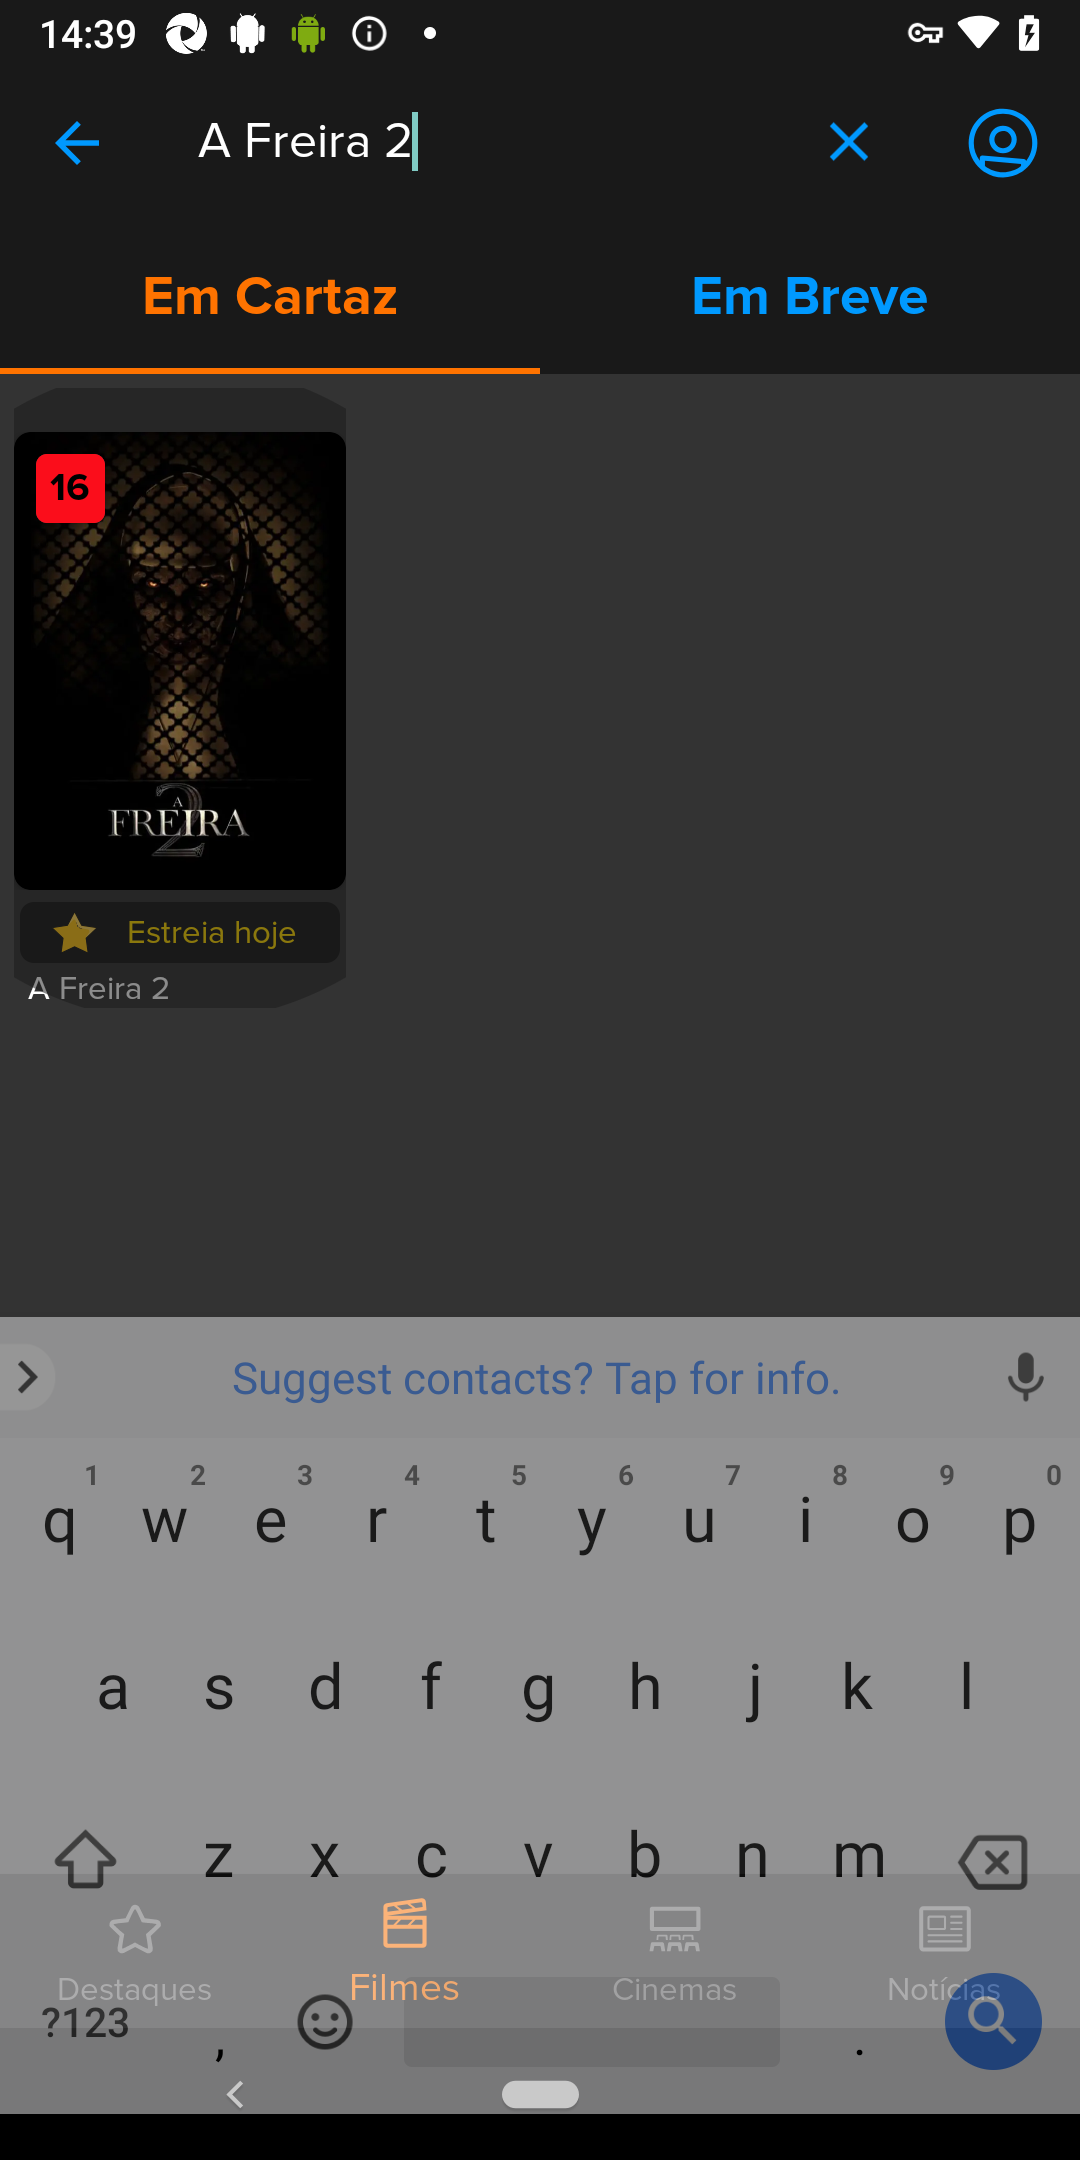 14:39
A Freira 2
Em Cartaz
Em Breve
16
A
FREIRA
2
Estreia hoje
A Freira 2
Suggest contacts? Tap for info.
1 2 3 4 5 6 7 8 9 0
q w e r t y u i o p
a s d f g h j k l
z x c v b n m
Destaques
Filmes
Cinemas
Notícias
?123 , .